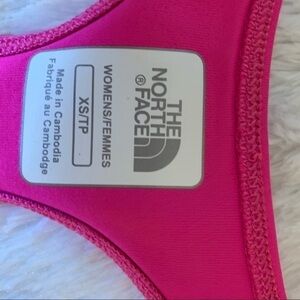 THE
NORTH
FACE®
WOMENS/FEMMES
XS/TP
Made in Cambodia
Fabriqué au Cambodge